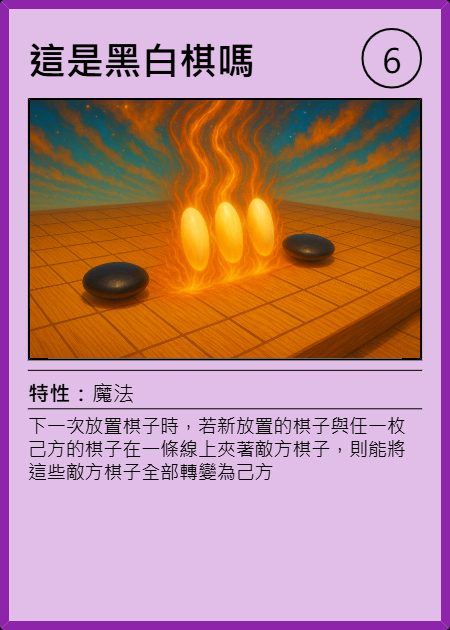 這是黑白棋嗎
6
特性：魔法
下一次放置棋子時，若新放置的棋子與任一枚
己方的棋子在一條線上夾著敵方棋子，則能將
這些敵方棋子全部轉變為己方